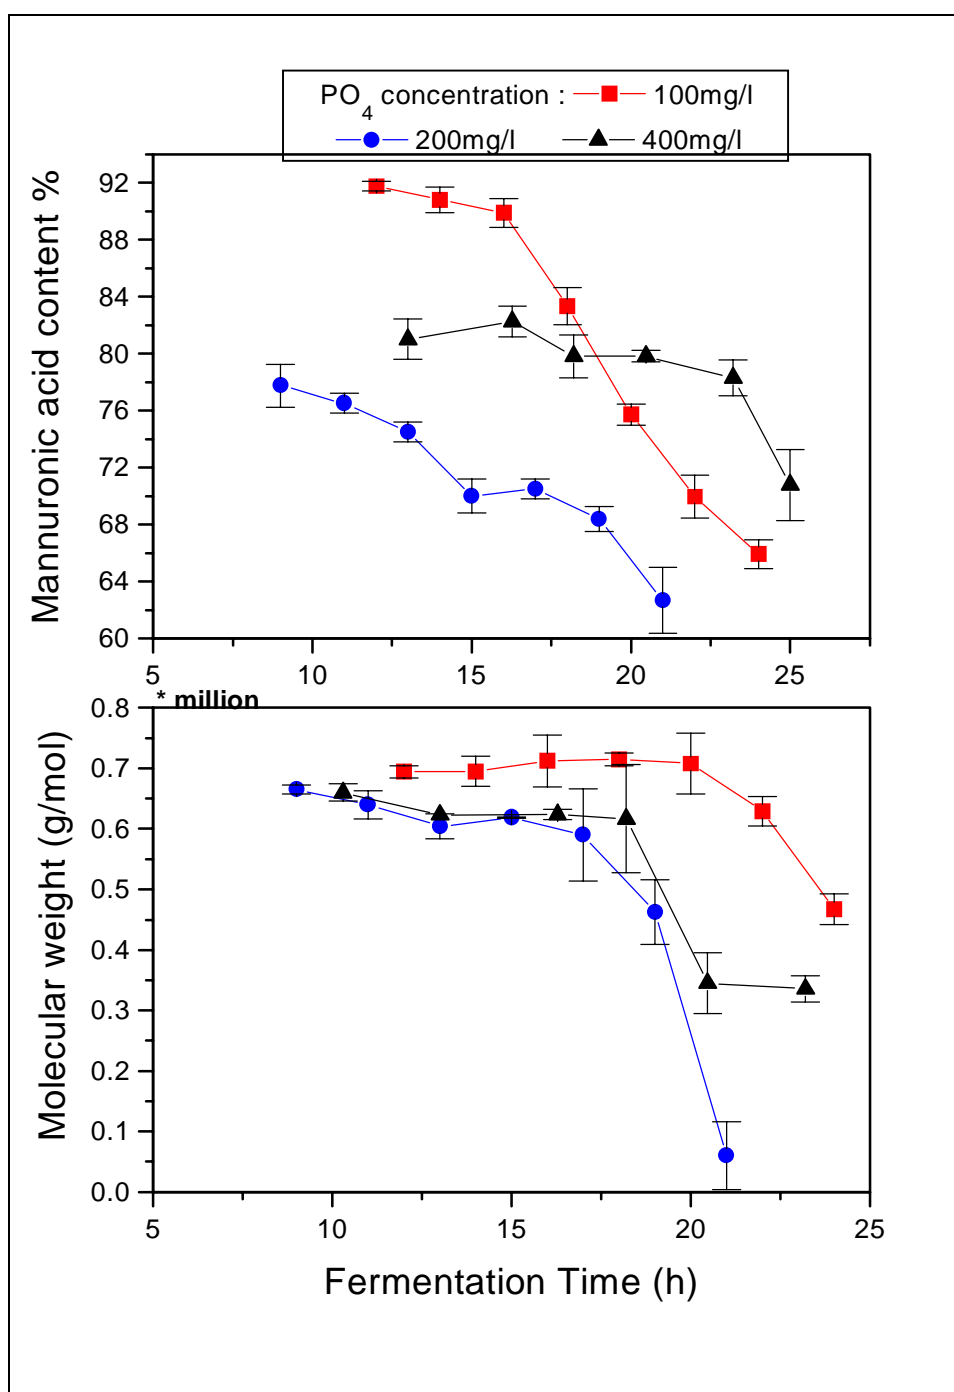 PO4 concentration : 100mg/l
200mg/l 400mg/l
Mannuronic acid content %
92
88
84
80
76
72
68
64
60
5 10 15 20 25
* million
Molecular weight (g/mol)
0.8
0.7
0.6
0.5
0.4
0.3
0.2
0.1
0.0
5 10 15 20 25
Fermentation Time (h)